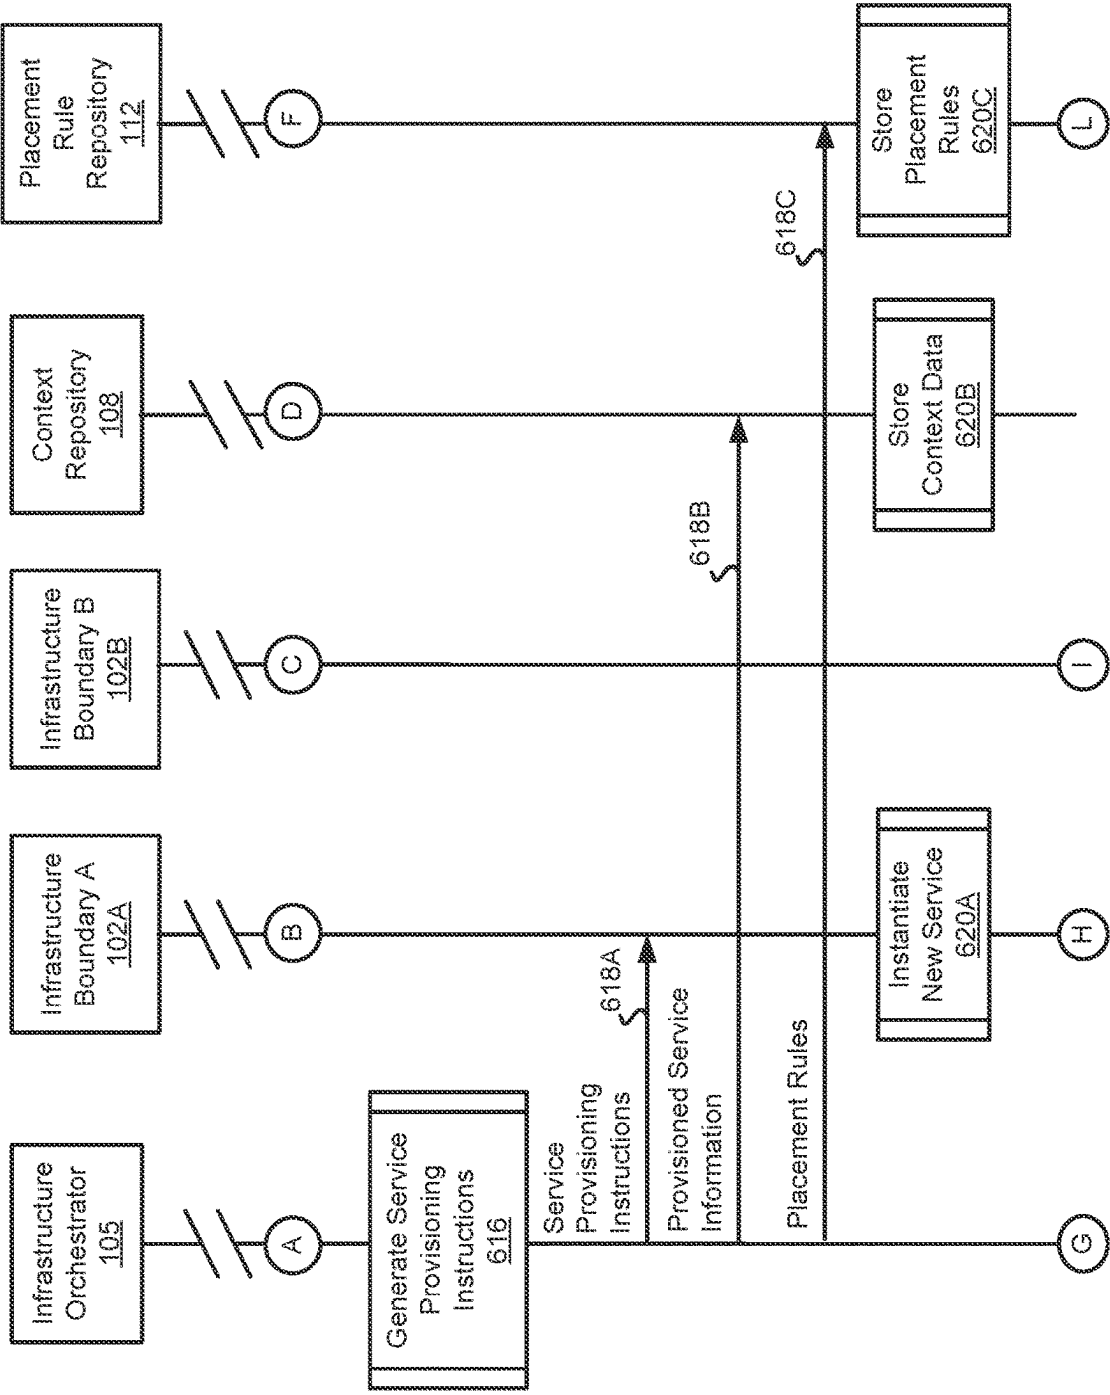 Infrastructure
Orchestrator
105
Infrastructure
Boundary A
102A
Infrastructure
Boundary B
102B
Context
Repository
108
Placement
Rule
Repository
112
A
B
C
D
F
Generate Service
Provisioning
Instructions
616
Service
Provisioning
Instructions
618A
Provisioned Service
Information
618B
Placement Rules
618C
Instantiate
New Service
620A
Store
Context Data
620B
Store
Placement
Rules
620C
G
H
I
L